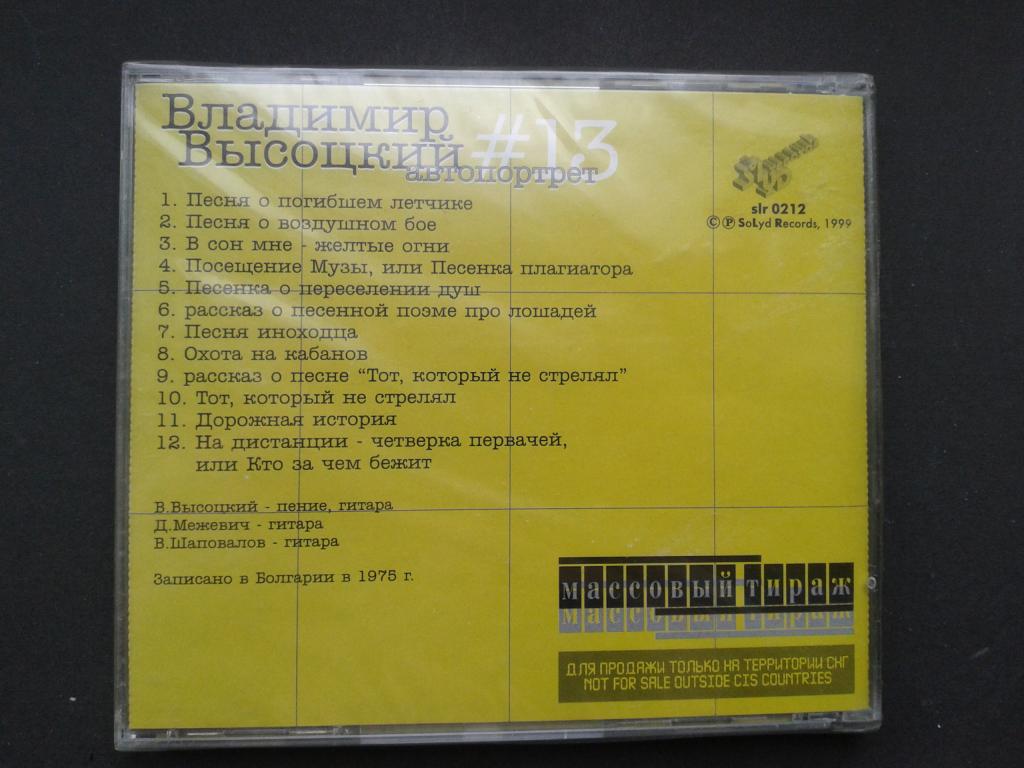 Владимир
Высоцкий #13
автопортрет
1. Песня о погибшем летчике
2. Песня о воздушном бое
3. В сон мне - желтые огни
4. Посещение Музы, или Песенка плагиатора
5. Песенка о переселении душ
6. рассказ о песенной поэме про лошадей
7. Песня иноходца
8. Охота на кабанов
9. рассказ о песне "Тот, который не стрелял"
10. Тот, который не стрелял
11. Дорожная история
12. На дистанции - четверка первачей,
или Кто за чем бежит
В.Высоцкий - пение, гитара
Д.Межевич - гитара
В.Шаповалов - гитара
Записано в Болгарии в 1975 г.
slr 0212
© ℗ SoLyd Records, 1999
массовый тираж
массовый тираж
ДЛЯ ПРОДАЖИ ТОЛЬКО НА ТЕРРИТОРИИ СНГ
NOT FOR SALE OUTSIDE CIS COUNTRIES